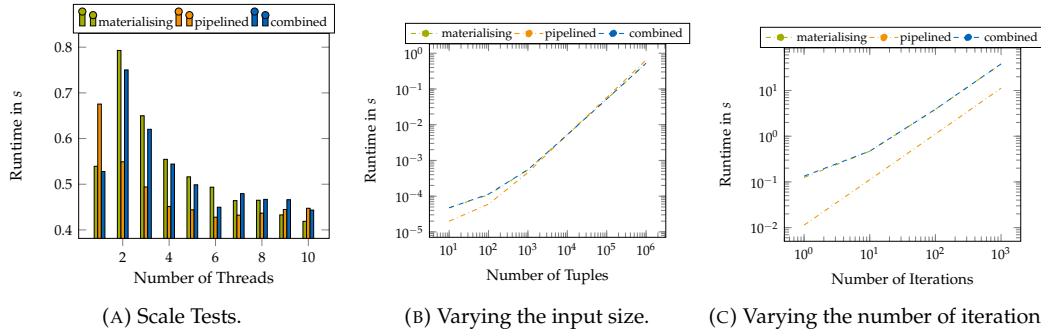 materialising pipelined combined
0.8
0.7
0.6
0.5
0.4
Runtime in s
2 4 6 8 10
Number of Threads
(A) Scale Tests.
materialising pipelined combined
10^0
10^-1
10^-2
10^-3
10^-4
10^-5
Runtime in s
10^1 10^2 10^3 10^4 10^5 10^6
Number of Tuples
(B) Varying the input size.
materialising pipelined combined
10^1
10^0
10^-1
10^-2
Runtime in s
10^0 10^1 10^2 10^3
Number of Iterations
(C) Varying the number of iteration